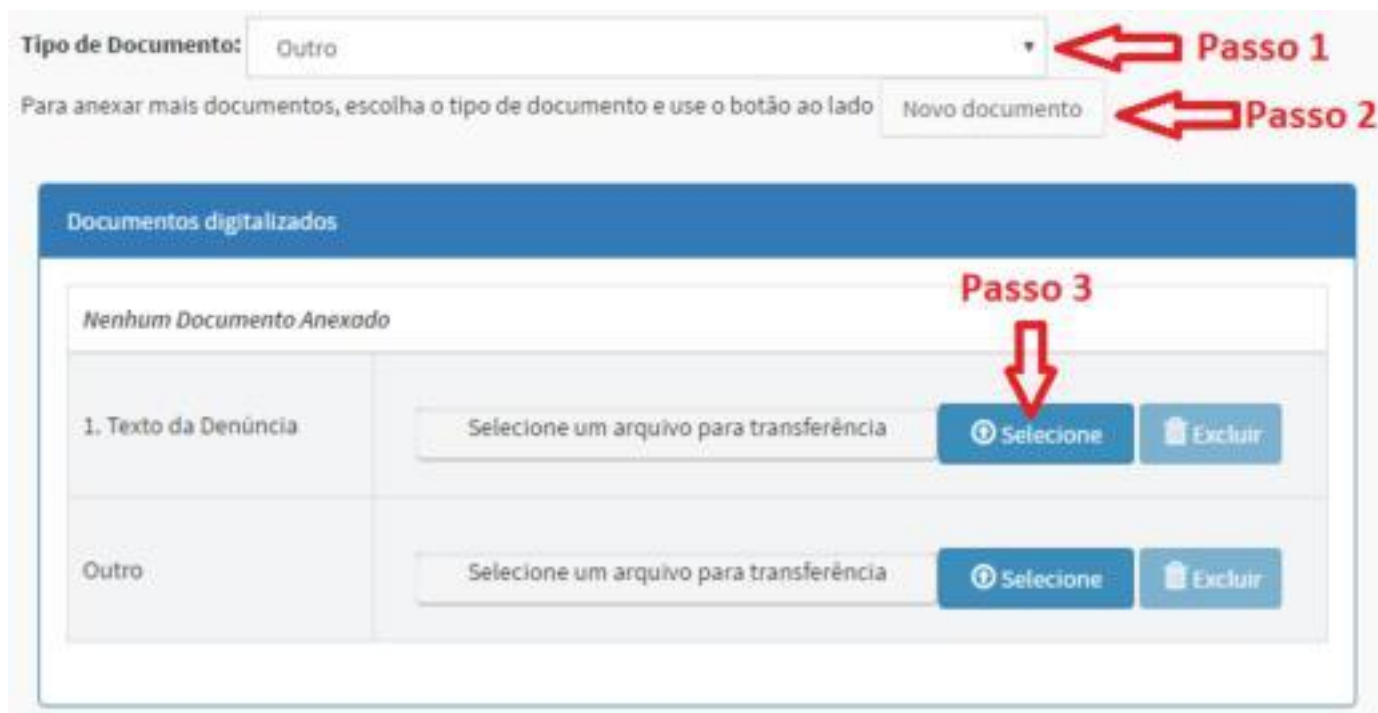 Tipo de Documento: Outro Passo 1
Para anexar mais documentos, escolha o tipo de documento e use o botão ao lado Novo documento Passo 2
Documentos digitalizados
Passo 3
Nenhum Documento Anexado
1. Texto da Denúncia Selecione um arquivo para transferência Selecione Excluir
Outro Selecione um arquivo para transferência Selecione Excluir